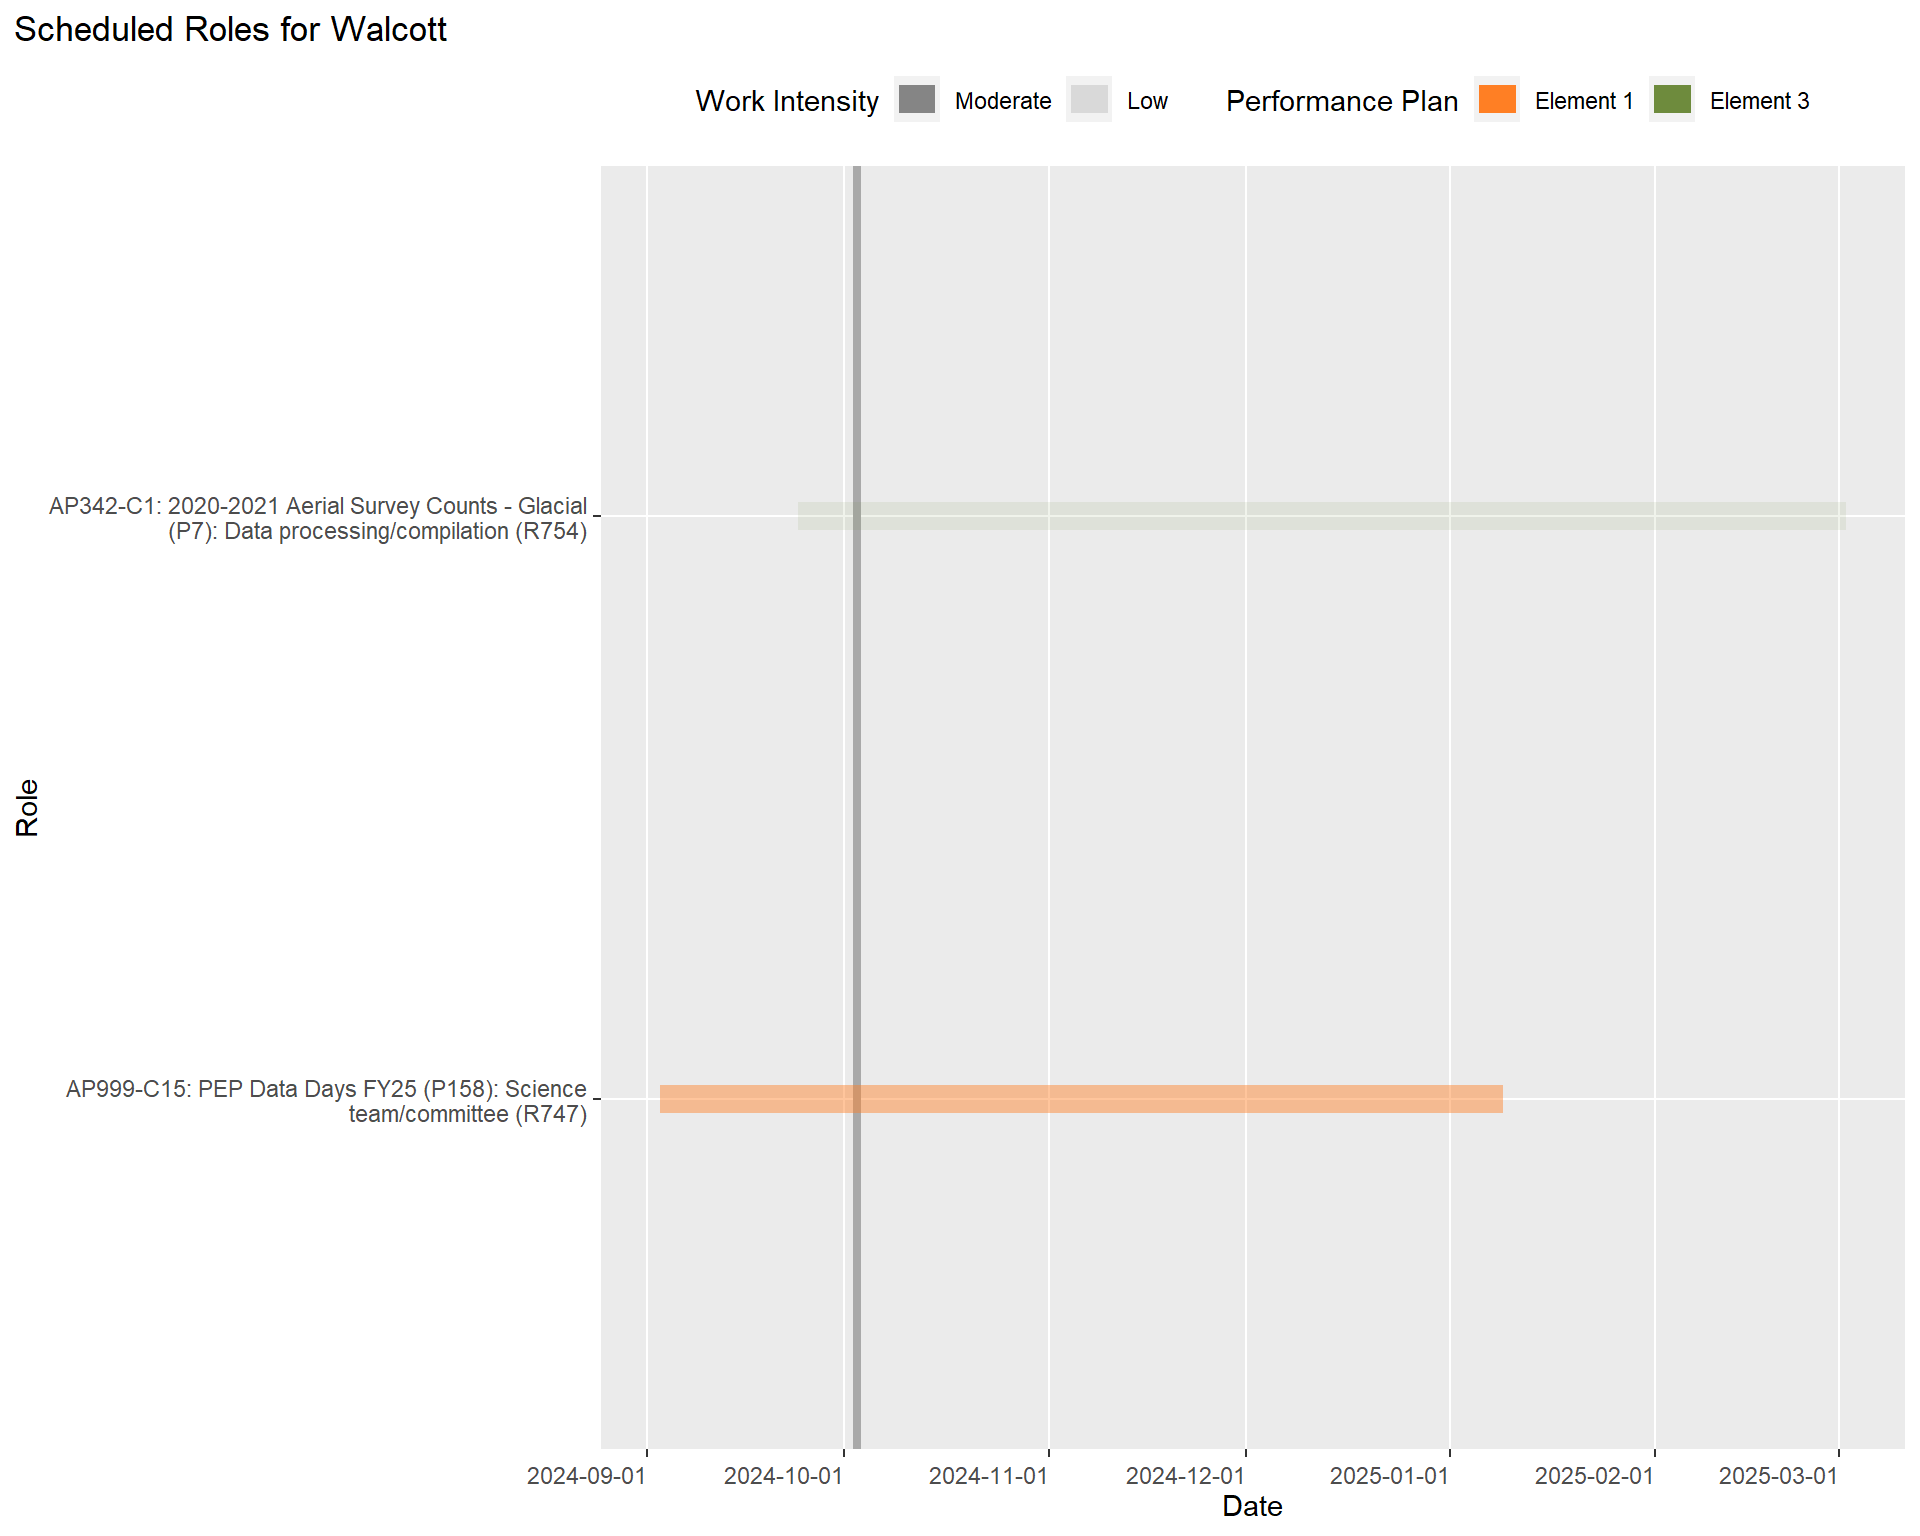 Scheduled Roles for Walcott
Work Intensity Moderate Low Performance Plan Element 1 Element 3
AP342-C1: 2020-2021 Aerial Survey Counts - Glacial
(P7): Data processing/compilation (R754)
Role
AP999-C15: PEP Data Days FY25 (P158): Science
team/committee (R747)
2024-09-01 2024-10-01 2024-11-01 2024-12-01 2025-01-01 2025-02-01 2025-03-01
Date